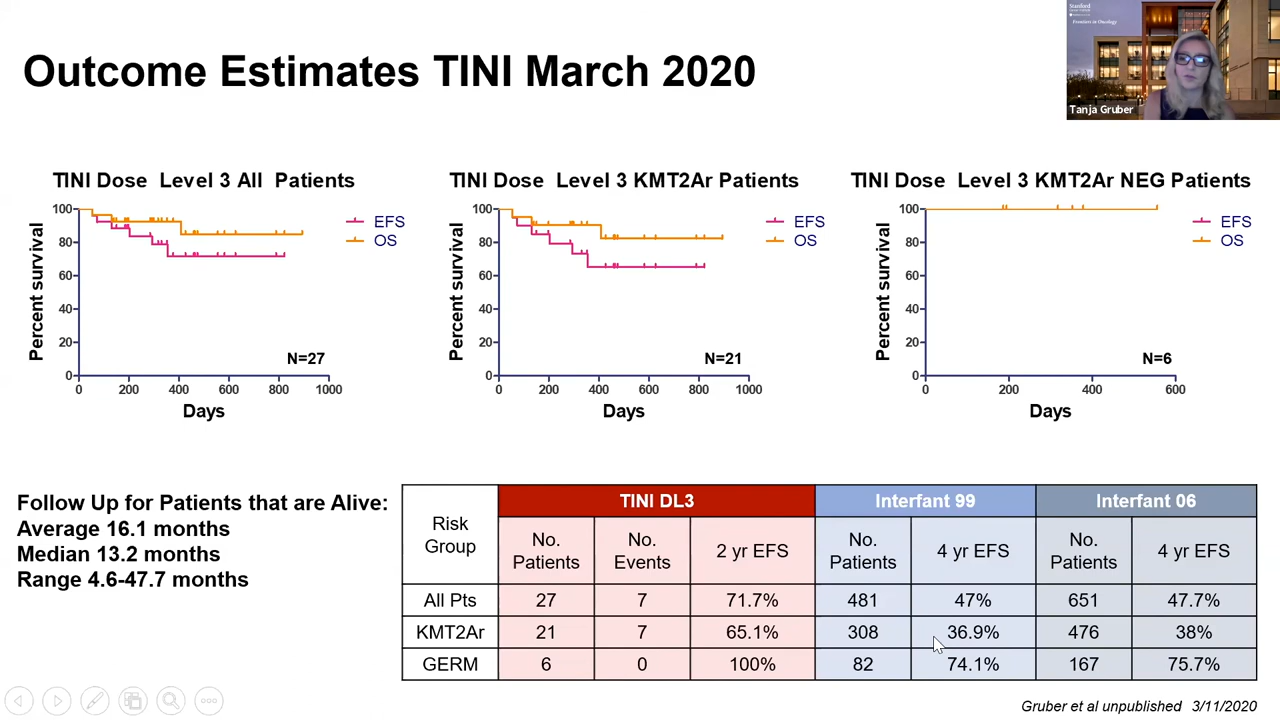 Stanford
Frontiers in Oncology
Tanja Gruber
Outcome Estimates TINI March 2020
TINI Dose Level 3 All Patients
Percent survival
100
80
60
40
20
0
0 200 400 600 800 1000
Days
EFS
OS
N=27
TINI Dose Level 3 KMT2Ar Patients
Percent survival
100
80
60
40
20
0
0 200 400 600 800 1000
Days
EFS
OS
N=21
TINI Dose Level 3 KMT2Ar NEG Patients
Percent survival
100
80
60
40
20
0
0 200 400 600
Days
EFS
OS
N=6
Follow Up for Patients that are Alive:
Average 16.1 months
Median 13.2 months
Range 4.6-47.7 months
Risk Group TINI DL3 Interfant 99 Interfant 06
No. Patients No. Events 2 yr EFS No. Patients 4 yr EFS No. Patients 4 yr EFS
All Pts 27 7 71.7% 481 47% 651 47.7%
KMT2Ar 21 7 65.1% 308 36.9% 476 38%
GERM 6 0 100% 82 74.1% 167 75.7%
Gruber et al unpublished 3/11/2020